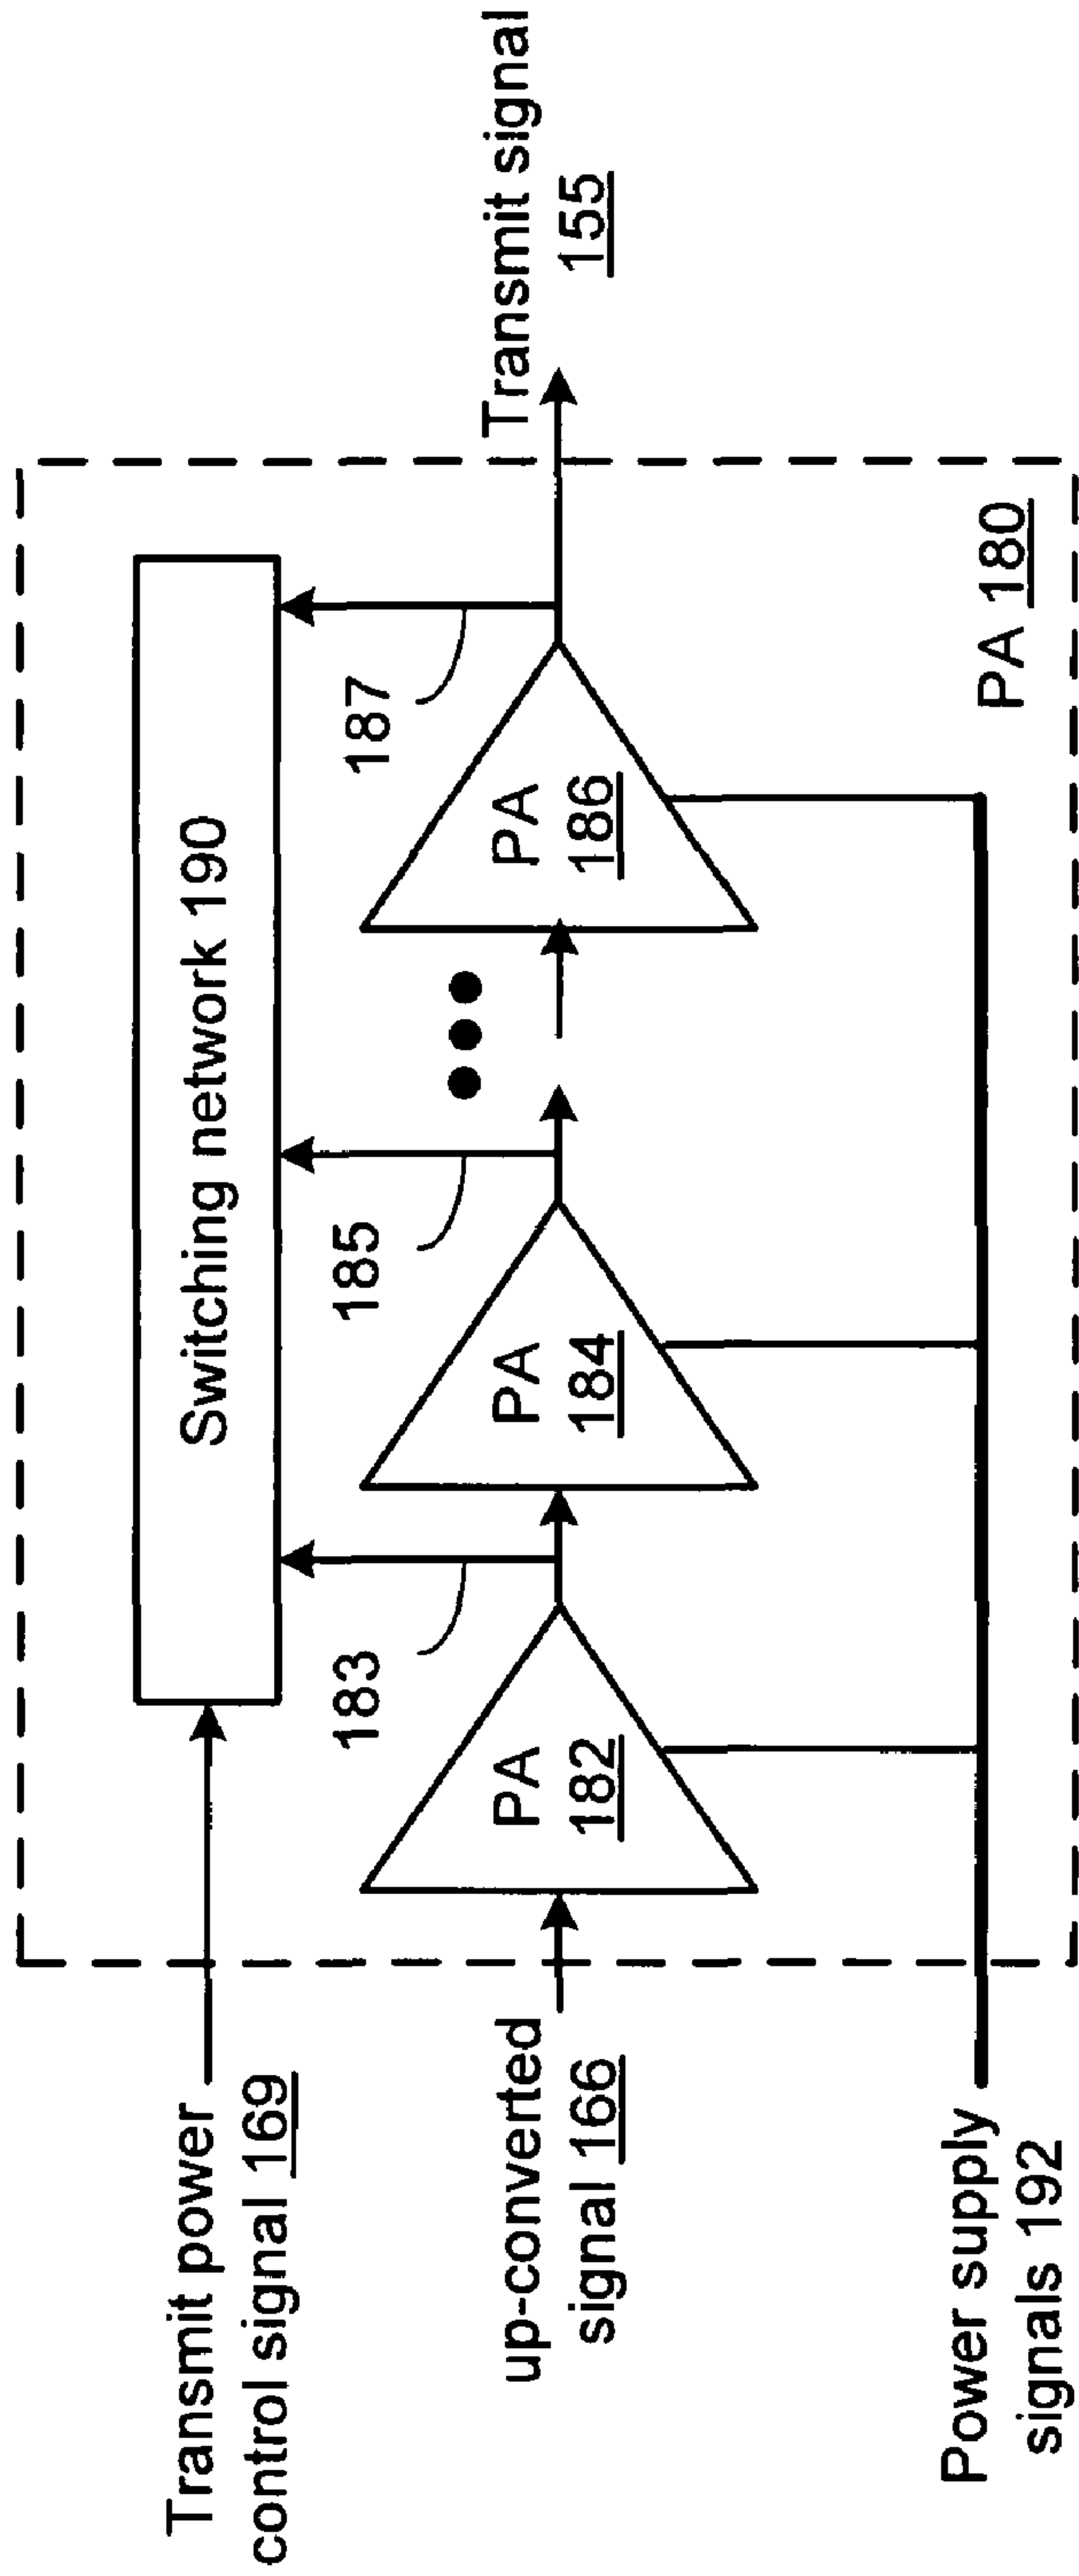 Transmit power
control signal 169
Switching network 190
183
185
187
up-converted
signal 166
PA
182
PA
184
PA
186
Transmit signal
155
Power supply
signals 192
PA 180